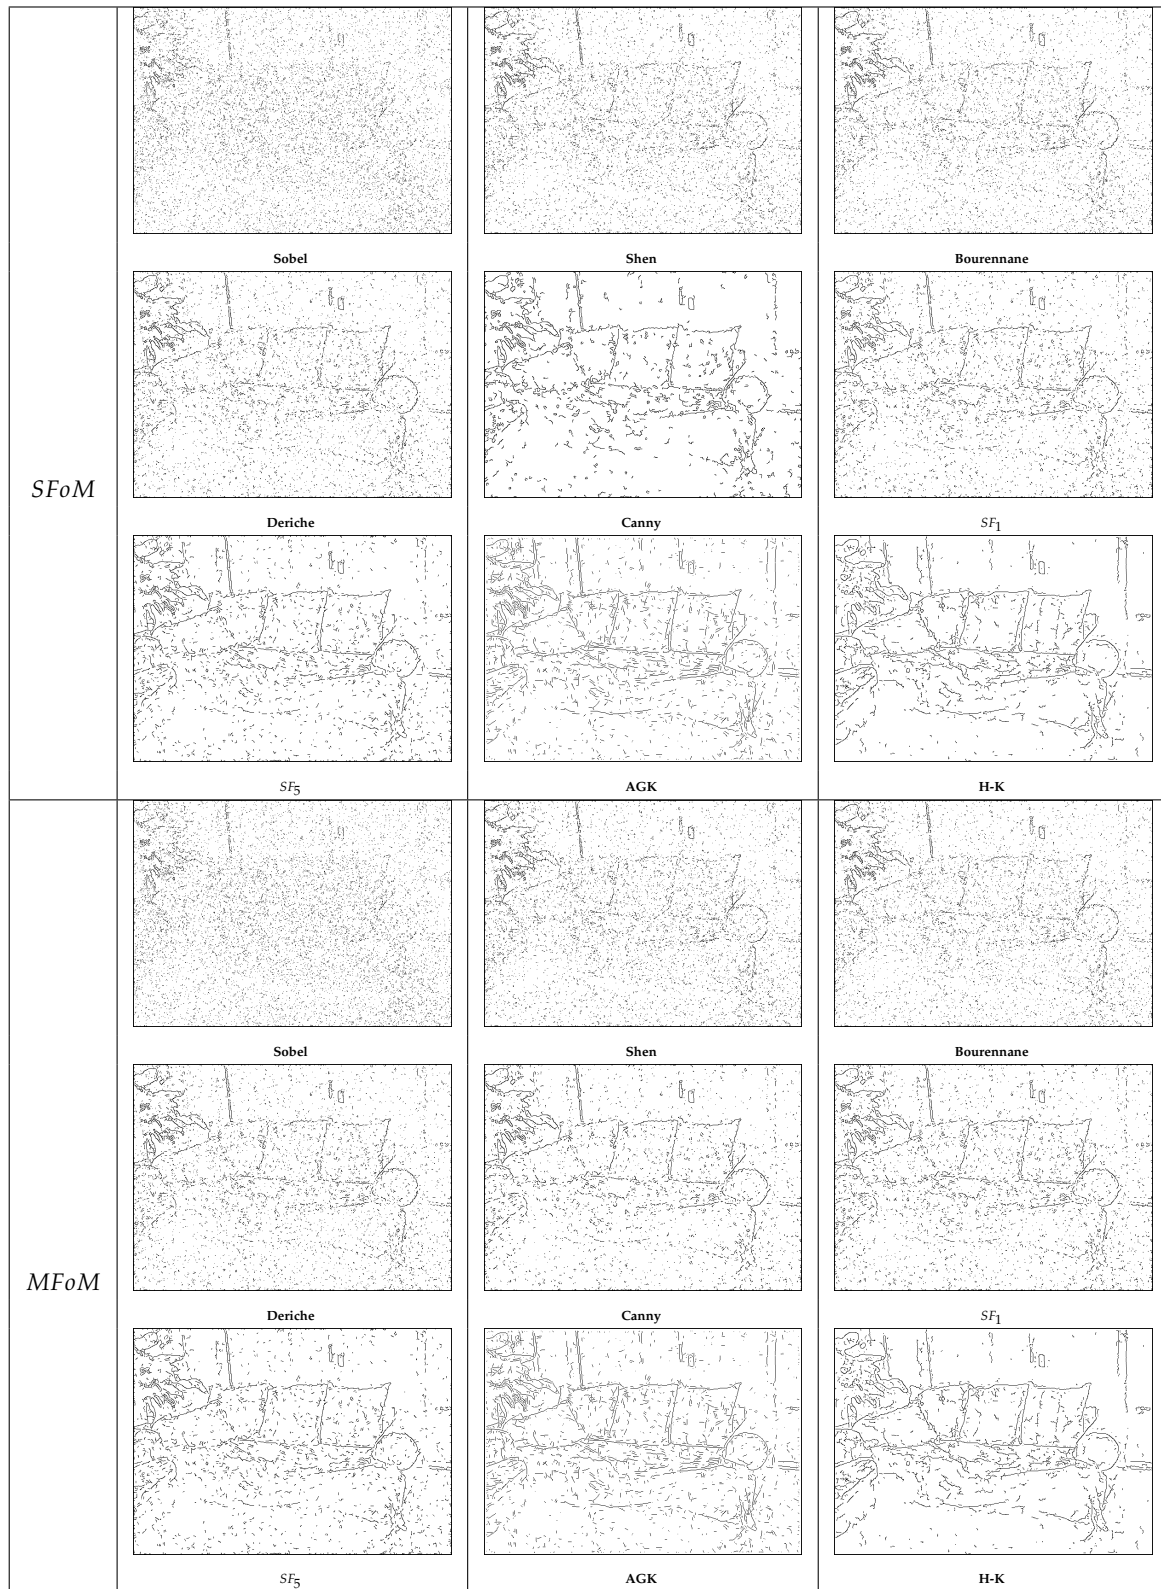 Sobel Shen Bourennane
Deriche Canny SF1
SFoM
SF5 AGK H-K
Sobel Shen Bourennane
Deriche Canny SF1
MFoM
SF5 AGK H-K